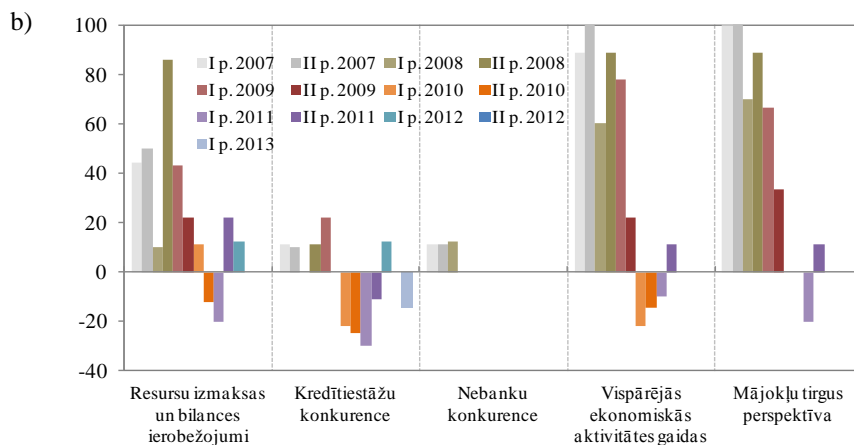 b)
100
80
60
40
20
0
-20
-40
I p. 2007 II p. 2007 I p. 2008 II p. 2008
I p. 2009 II p. 2009 I p. 2010 II p. 2010
I p. 2011 II p. 2011 I p. 2012 II p. 2012
I p. 2013
Resursu izmaksas
un bilances
ierobežojumi
Kredītiestāžu
konkurence
Nebanku
konkurence
Vispārējās
ekonomiskās
aktivitātes gaidas
Mājokļu tirgus
perspektīva